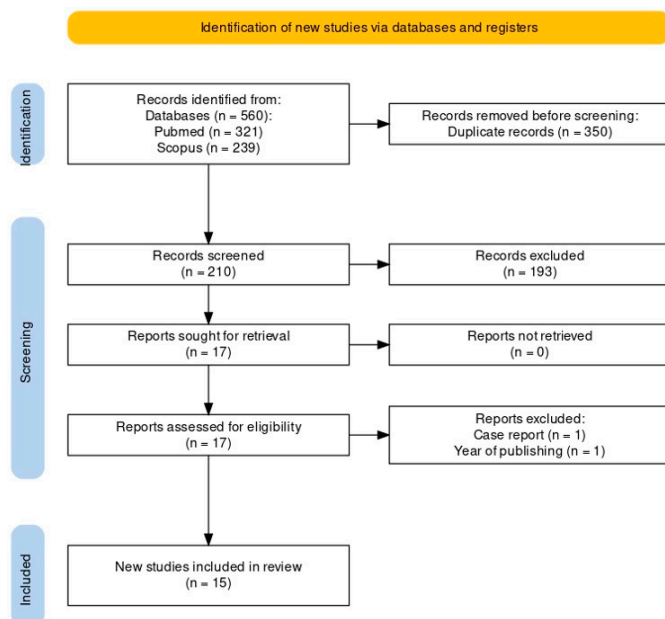 Identification of new studies via databases and registers
Identification
Records identified from:
Databases (n = 560):
Pubmed = 321
Scopus = 239
Records removed before screening:
Duplicate records (n = 350)
Screening
Records screened
(n = 210)
Records excluded
(n = 193)
Reports sought for retrieval
(n = 17)
Reports not retrieved
(n = 0)
Reports assessed for eligibility
(n = 17)
Reports excluded:
Case report (n = 1)
Year of publishing (n = 1)
Included
New studies included in review
(n = 15)